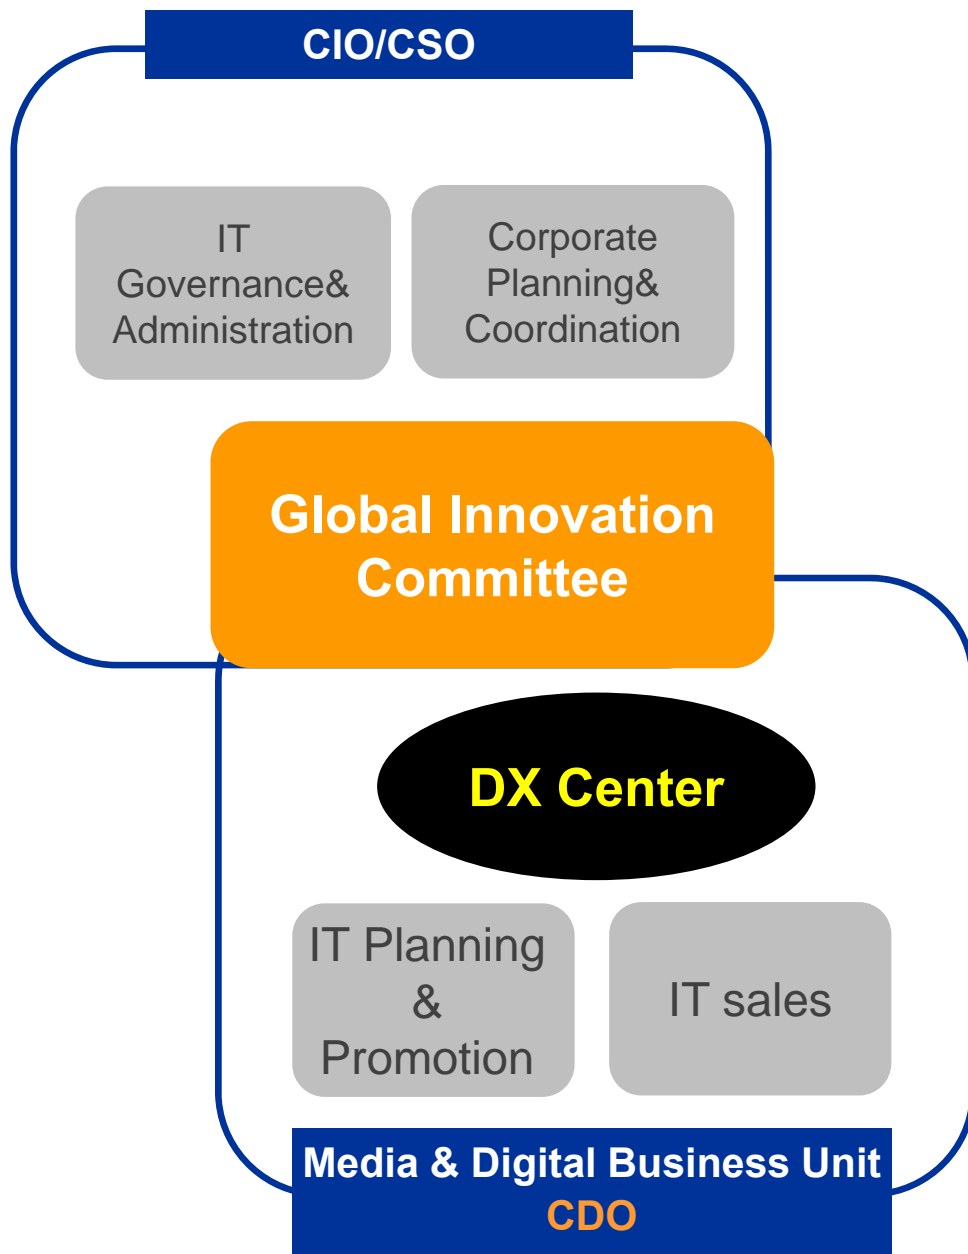 CIO/CSO
IT
Governance&
Administration
Corporate
Planning&
Coordination
Global Innovation
Committee
DX Center
IT Planning
&
Promotion
IT sales
Media & Digital Business Unit
CDO